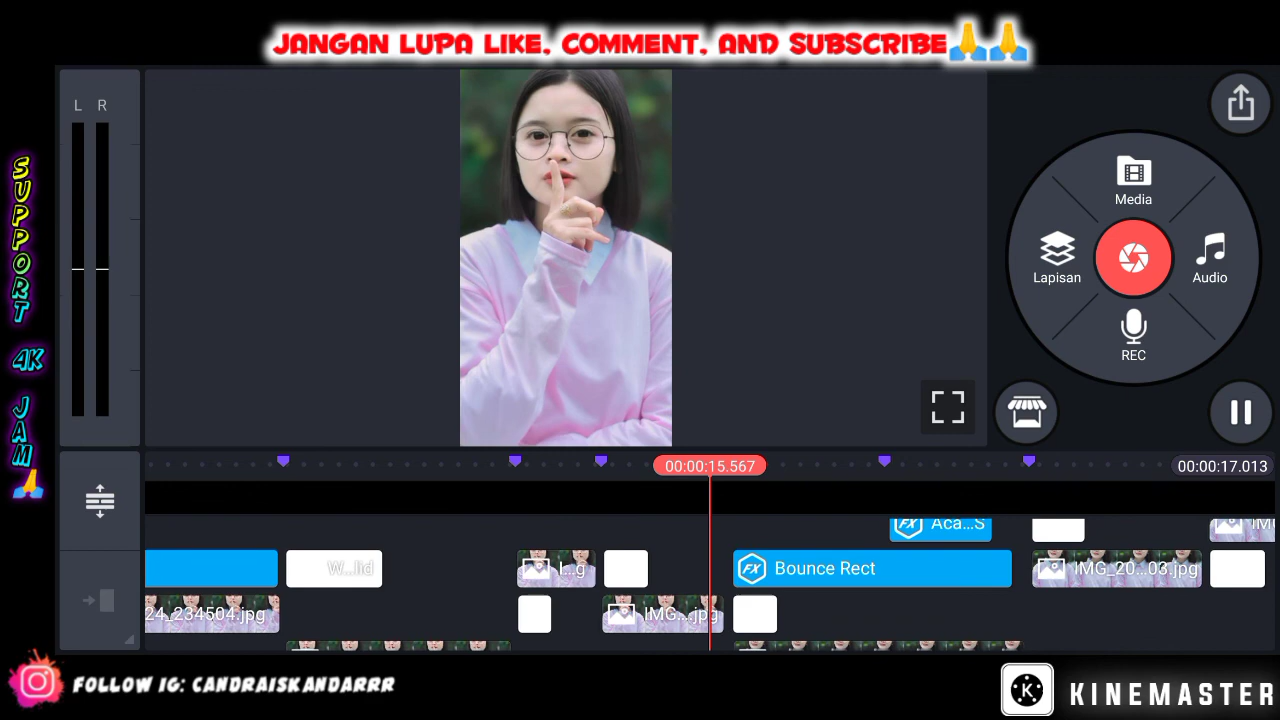 JANGAN LUPA LIKE, COMMENT, AND SUBSCRIBE🙏🙏
L R
SUPPORT 4K JAM🙏
Media
Lapisan
Audio
REC
00:00:15.567
00:00:17.013
Aca...S
IM
W...lid
I...g
Bounce Rect
IMG_20...03.jpg
24_234504.jpg
IMG...jpg
FOLLOW IG: CANDRAISKANDARRR
K KINEMASTER